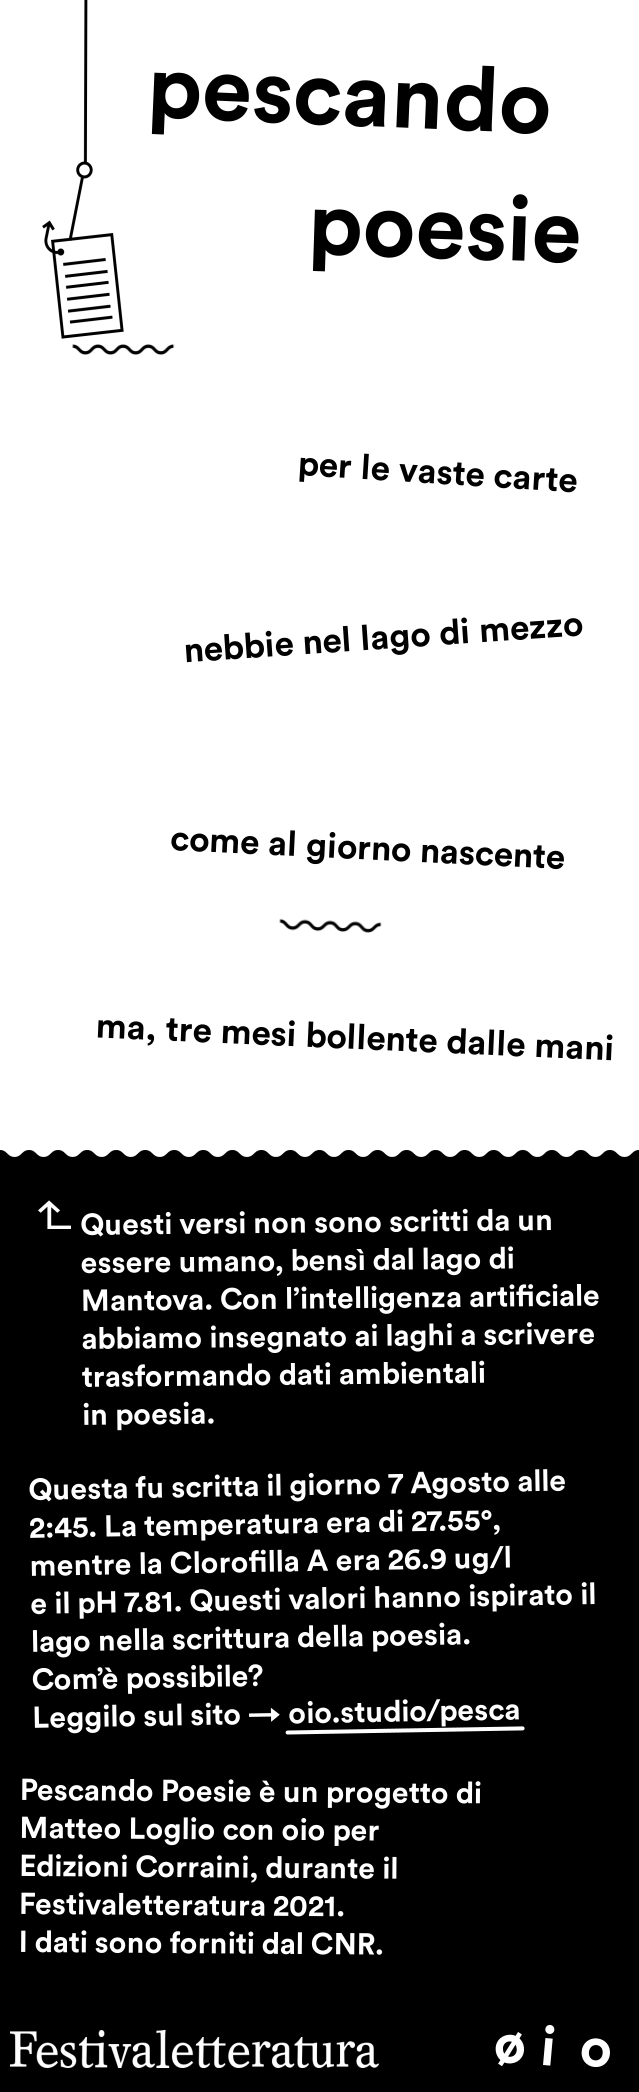 pescando
poesie
per le vaste carte
nebbie nel lago di mezzo
come al giorno nascente
ma, tre mesi bollente dalle mani
Questi versi non sono scritti da un
essere umano, bensì dal lago di
Mantova. Con l’intelligenza artificiale
abbiamo insegnato ai laghi a scrivere
trasformando dati ambientali
in poesia.
Questa fu scritta il giorno 7 Agosto alle
2:45. La temperatura era di 27.55°,
mentre la Clorofilla A era 26.9 ug/l
e il pH 7.81. Questi valori hanno ispirato il
lago nella scrittura della poesia.
Com’è possibile?
Leggilo sul sito → oio.studio/pesca
Pescando Poesie è un progetto di
Matteo Loglio con oio per
Edizioni Corraini, durante il
Festivaletteratura 2021.
I dati sono forniti dal CNR.
Festivaletteratura øio